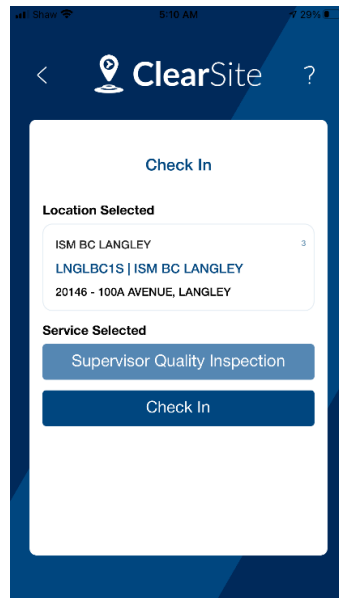 Shaw 5:10 AM 29%
ClearSite ?
Check In
Location Selected
ISM BC LANGLEY 3
LNGLBC1S | ISM BC LANGLEY
20146 - 100A AVENUE, LANGLEY
Service Selected
Supervisor Quality Inspection
Check In